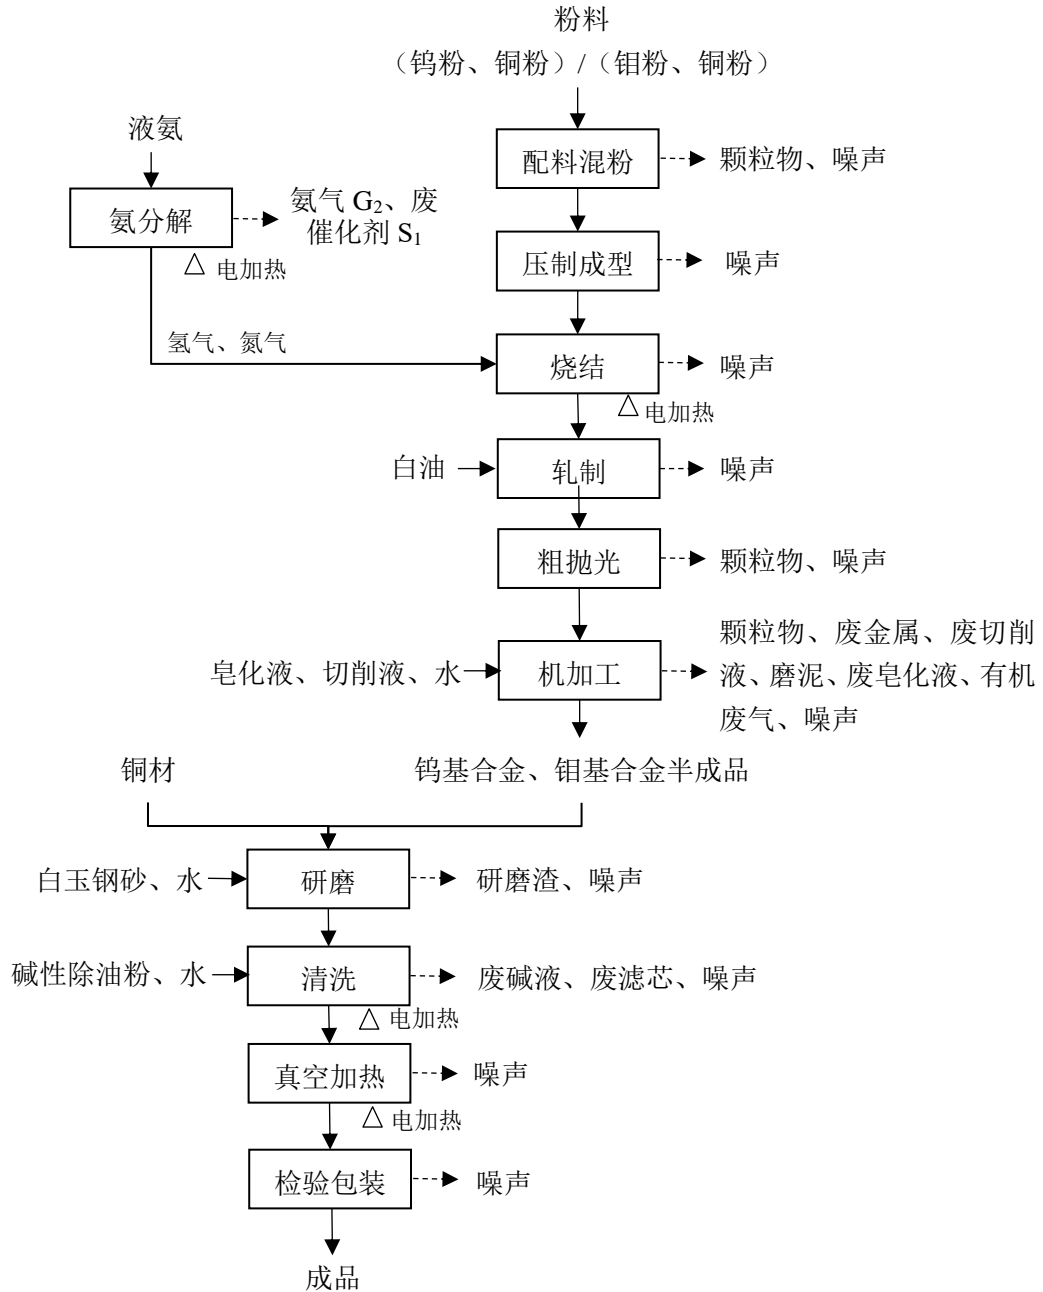 粉料
（钨粉、铜粉）/（钼粉、铜粉）
液氨
配料混粉
颗粒物、噪声
氨分解
氨气 G₂、废
催化剂 S₁
电加热
压制成型
噪声
氢气、氮气
烧结
噪声
电加热
白油
轧制
噪声
粗抛光
颗粒物、噪声
皂化液、切削液、水
机加工
颗粒物、废金属、废切削
液、磨泥、废皂化液、有机
废气、噪声
铜材
钨基合金、钼基合金半成品
白玉钢砂、水
研磨
研磨渣、噪声
碱性除油粉、水
清洗
废碱液、废滤芯、噪声
电加热
真空加热
噪声
电加热
检验包装
噪声
成品